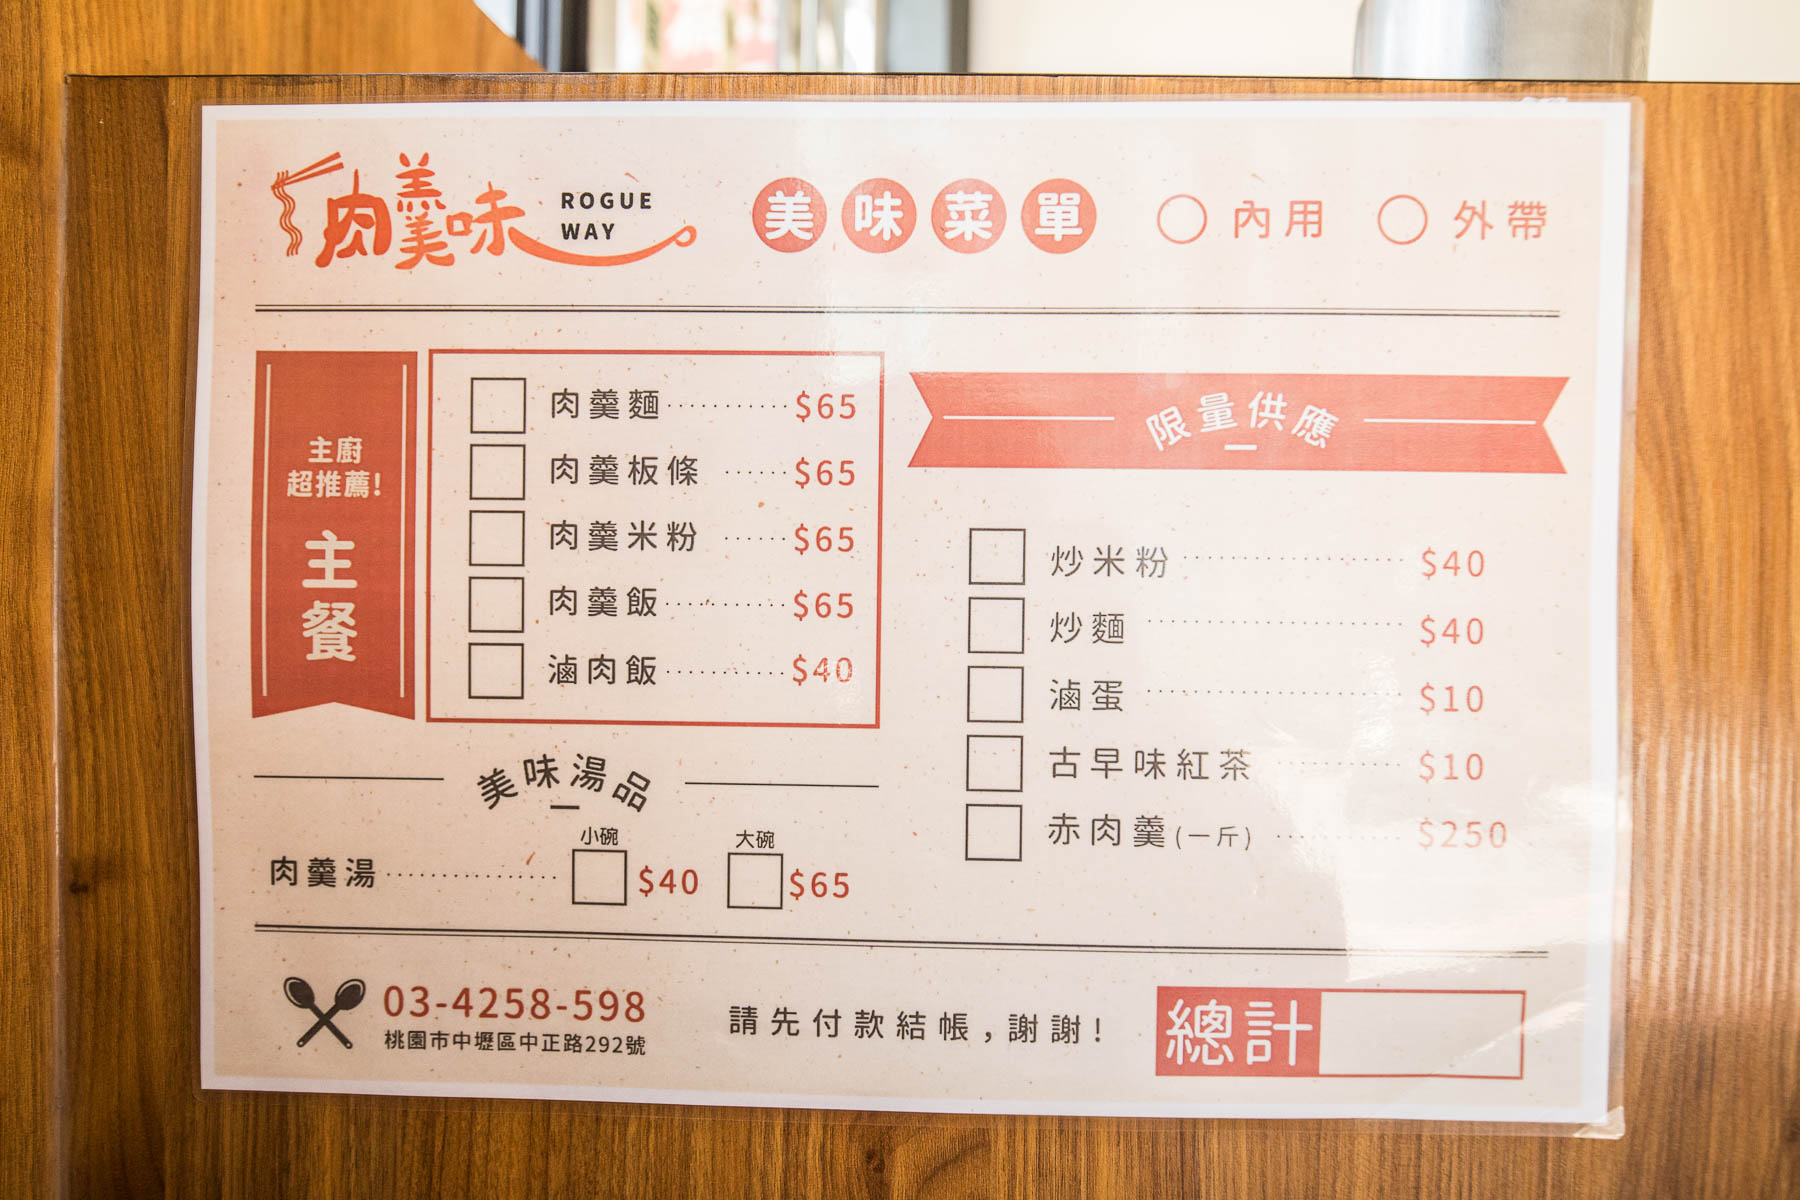 肉羹味 ROGUE WAY
美味菜單 內用 外帶
主廚
超推薦!
主餐
肉羹麵 $65
肉羹板條 $65
肉羹米粉 $65
肉羹飯 $65
滷肉飯 $40
美味湯品
小碗 大碗
肉羹湯 $40 $65
限量供應
炒米粉 $40
炒麵 $40
滷蛋 $10
古早味紅茶 $10
赤肉羹(一斤) $250
03-4258-598
桃園市中壢區中正路292號
請先付款結帳,謝謝!
總計